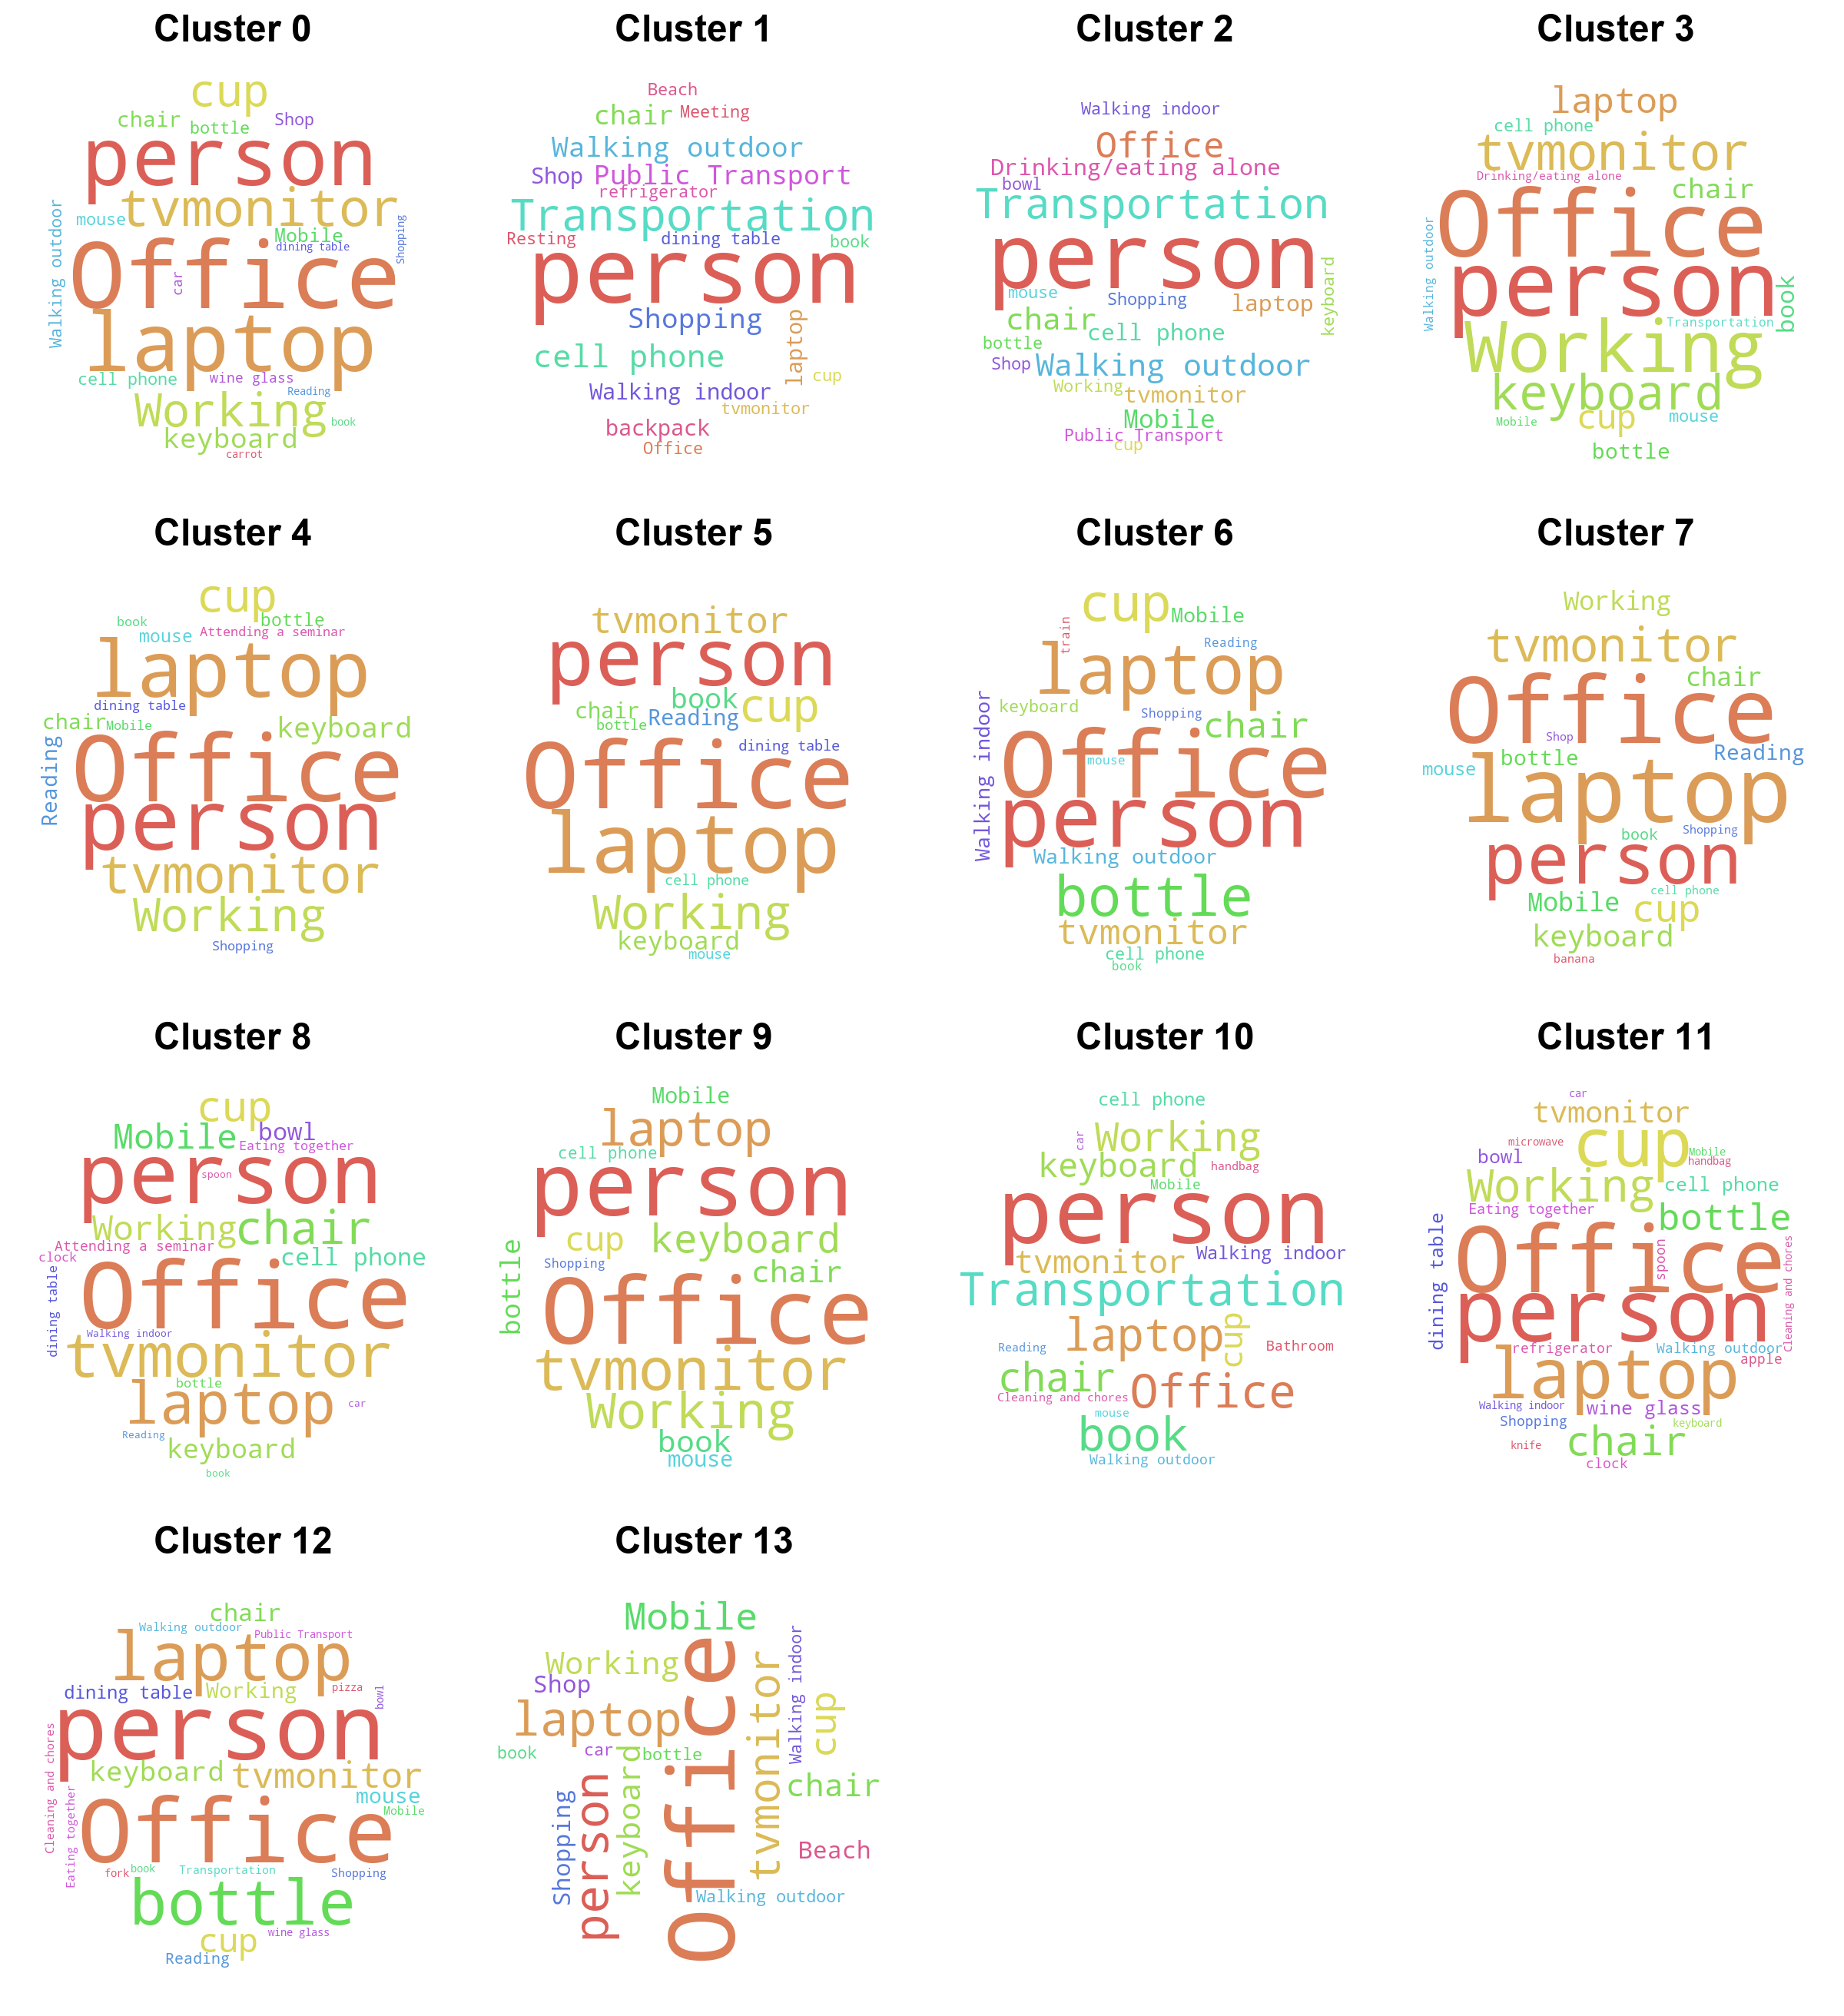 Cluster 0
cup
chair
bottle
Shop
person
tvmonitor
mouse
Mobile
dining table
Shopping
Walking outdoor
Office
car
laptop
cell phone
wine glass
Reading
Working
book
keyboard
carrot
Cluster 1
Beach
chair
Meeting
Walking outdoor
Shop
Public Transport
refrigerator
Transportation
Resting
dining table
book
person
Shopping
laptop
cell phone
cup
Walking indoor
tvmonitor
backpack
Office
Cluster 2
Walking indoor
Office
Drinking/eating alone
bowl
Transportation
person
keyboard
mouse
Shopping
laptop
chair
cell phone
bottle
Shop
Walking outdoor
Working
tvmonitor
Mobile
Public Transport
cup
Cluster 3
laptop
cell phone
tvmonitor
Drinking/eating alone
chair
Office
Walking outdoor
person
book
Transportation
Working
keyboard
Mobile
cup
mouse
bottle
Cluster 4
cup
book
bottle
mouse
Attending a seminar
laptop
dining table
chair
Mobile
keyboard
Reading
Office
person
tvmonitor
Working
Shopping
Cluster 5
tvmonitor
person
book
cup
chair
Reading
bottle
dining table
Office
laptop
cell phone
Working
keyboard
mouse
Cluster 6
cup
Mobile
train
Reading
laptop
keyboard
Shopping
chair
Walking indoor
Office
mouse
person
Walking outdoor
bottle
tvmonitor
cell phone
book
Cluster 7
Working
tvmonitor
chair
Office
Shop
bottle
Reading
mouse
laptop
book
Shopping
person
cell phone
Mobile
cup
keyboard
banana
Cluster 8
cup
Mobile
bowl
Eating together
person
spoon
Working
chair
Attending a seminar
clock
cell phone
dining table
Office
Walking indoor
tvmonitor
bottle
laptop
car
Reading
keyboard
book
Cluster 9
Mobile
laptop
cell phone
person
cup
keyboard
Shopping
chair
bottle
Office
tvmonitor
Working
book
mouse
Cluster 10
cell phone
car
Working
keyboard
handbag
Mobile
person
tvmonitor
Walking indoor
Transportation
laptop
cup
Bathroom
Reading
chair
Cleaning and chores
Office
mouse
book
Walking outdoor
Cluster 11
car
tvmonitor
microwave
cup
Mobile
handbag
bowl
Working
cell phone
Eating together
bottle
dining table
Office
spoon
Cleaning and chores
person
refrigerator
Walking outdoor
apple
laptop
Walking indoor
wine glass
Shopping
keyboard
chair
knife
clock
Cluster 12
chair
Walking outdoor
Public Transport
laptop
dining table
Working
pizza
bowl
person
Cleaning and chores
keyboard
tvmonitor
mouse
Mobile
Eating together
Office
fork
book
Transportation
Shopping
bottle
wine glass
cup
Reading
Cluster 13
Mobile
Working
Shop
Office
tvmonitor
Walking indoor
cup
laptop
book
car
bottle
chair
Shopping
person
keyboard
Beach
Walking outdoor